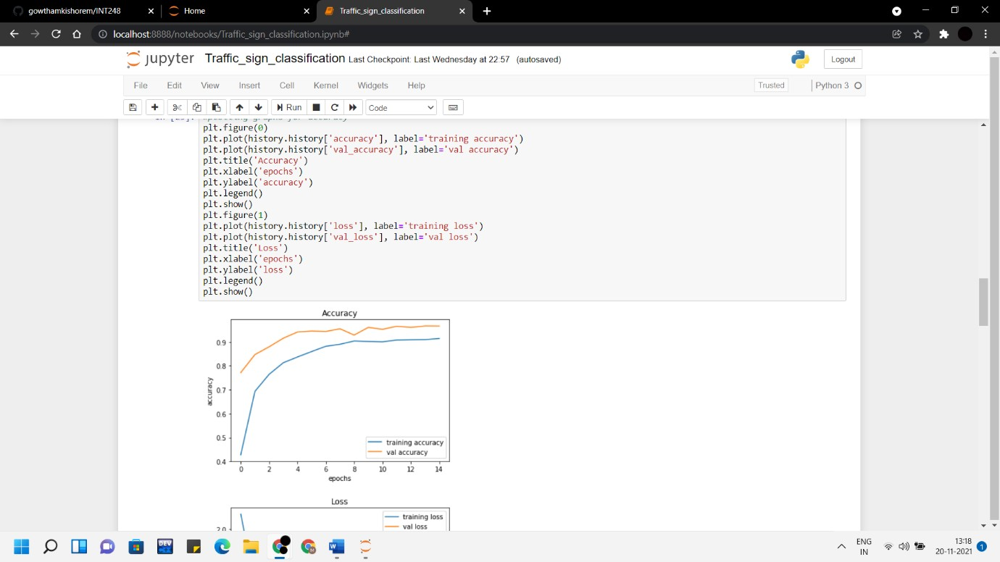 gowthamkishorem/INT248
Home
Traffic_sign_classification
localhost:8888/notebooks/Traffic_sign_classification.ipynb#
jupyter Traffic_sign_classification Last Checkpoint: Last Wednesday at 22:57 (autosaved)
Logout
File Edit View Insert Cell Kernel Widgets Help
Trusted
Python 3
Run
Code
plt.figure(0)
plt.plot(history.history['accuracy'], label='training accuracy')
plt.plot(history.history['val_accuracy'], label='val accuracy')
plt.title('Accuracy')
plt.xlabel('epochs')
plt.ylabel('accuracy')
plt.legend()
plt.show()
plt.figure(1)
plt.plot(history.history['loss'], label='training loss')
plt.plot(history.history['val_loss'], label='val loss')
plt.title('Loss')
plt.xlabel('epochs')
plt.ylabel('loss')
plt.legend()
plt.show()
Accuracy
0.9
0.8
0.7
0.6
0.5
0.4
accuracy
training accuracy
val accuracy
0 2 4 6 8 10 12 14
epochs
Loss
training loss
val loss
2.0
DEV
W
M
ENG
IN
13:18
20-11-2021
1